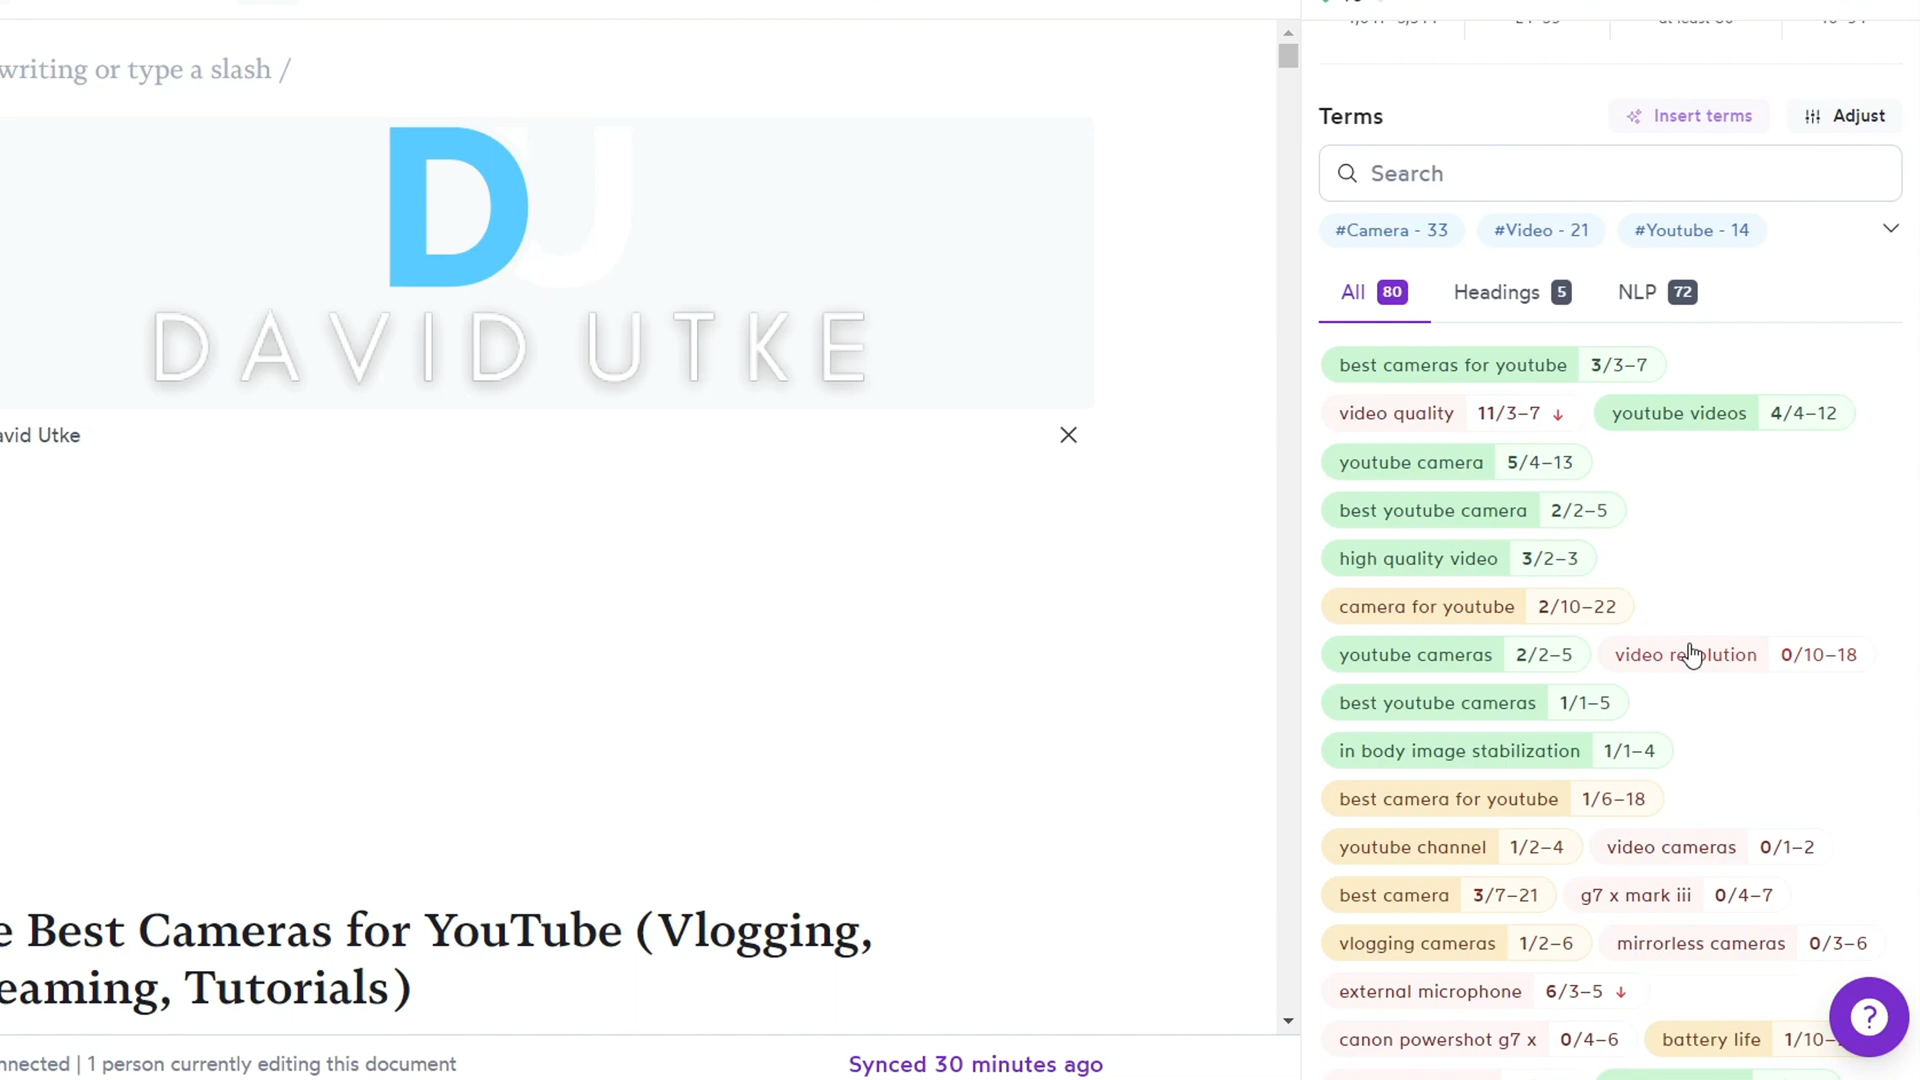 writing or type a slash /
DU
DAVID UTKE
avid Utke
e Best Cameras for YouTube (Vlogging,
eaming, Tutorials)
nnected | 1 person currently editing this document
Synced 30 minutes ago
Terms
Insert terms
Adjust
Search
#Camera - 33 #Video - 21 #Youtube - 14
All 80 Headings 5 NLP 72
best cameras for youtube 3/3–7
video quality 11/3–7 ↓ youtube videos 4/4–12
youtube camera 5/4–13
best youtube camera 2/2–5
high quality video 3/2–3
camera for youtube 2/10–22
youtube cameras 2/2–5 video resolution 0/10–18
best youtube cameras 1/1–5
in body image stabilization 1/1–4
best camera for youtube 1/6–18
youtube channel 1/2–4 video cameras 0/1–2
best camera 3/7–21 g7 x mark iii 0/4–7
vlogging cameras 1/2–6 mirrorless cameras 0/3–6
external microphone 6/3–5 ↓
canon powershot g7 x 0/4–6 battery life 1/10–
?